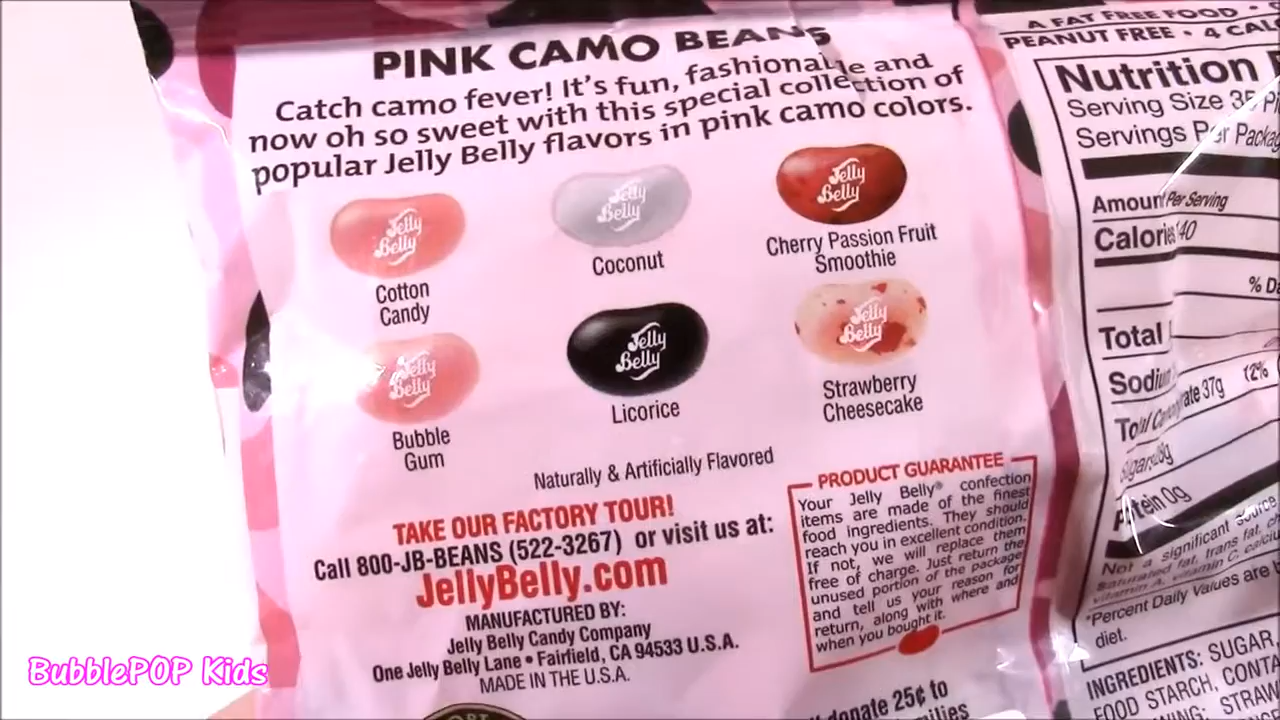 PINK CAMO BEANS
Catch camo fever! It's fun, fashionable and
now oh so sweet with this special collection of
popular Jelly Belly flavors in pink camo colors.
Jelly Belly
Cotton
Candy
Jelly Belly
Coconut
Jelly Belly
Cherry Passion Fruit
Smoothie
Jelly Belly
Bubble
Gum
Jelly Belly
Licorice
Jelly Belly
Strawberry
Cheesecake
Naturally & Artificially Flavored
TAKE OUR FACTORY TOUR!
Call 800-JB-BEANS (522-3267) or visit us at:
JellyBelly.com
MANUFACTURED BY:
Jelly Belly Candy Company
One Jelly Belly Lane • Fairfield, CA 94533 U.S.A.
MADE IN THE U.S.A.
PRODUCT GUARANTEE
Your Jelly Belly® confection
items are made of the finest
food ingredients. They should
reach you in excellent condition.
If not, we will replace them
free of charge. Just return the
unused portion of the package
and tell us your reason for
return, along with where and
when you bought it.
donate 25¢ to
A FAT FREE FOOD •
PEANUT FREE • 4 CAL
Nutrition
Serving Size 35
Servings Per
Amount Per Serving
Calories 140
%
Total
37g (2%
Protein 0g
Not a significant source
saturated fat, trans fat,
vitamin A, vitamin C,
*Percent Daily Values are
diet.
INGREDIENTS: SUGAR,
FOOD STARCH,
BubblePOP Kids